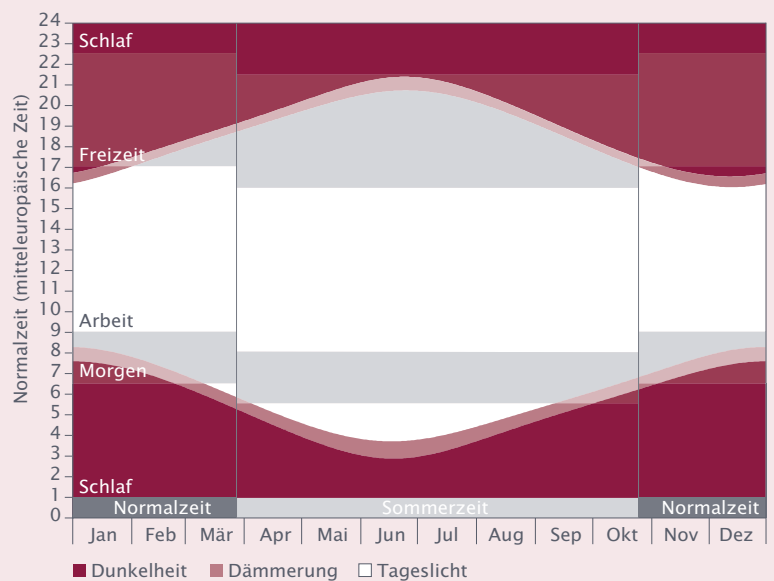 Normalzeit (mitteleuropäische Zeit)
24
23
22
21
20
19
18
17
16
15
14
13
12
11
10
9
8
7
6
5
4
3
2
1
0
Schlaf
Freizeit
Arbeit
Morgen
Schlaf
Normalzeit Sommerzeit Normalzeit
Jan Feb Mär Apr Mai Jun Jul Aug Sep Okt Nov Dez
Dunkelheit Dämmerung Tageslicht